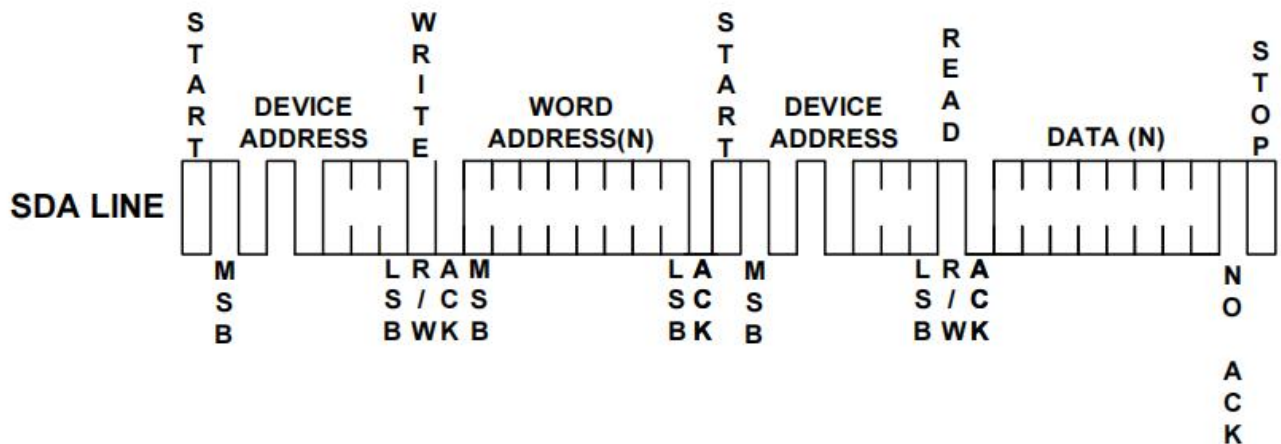 START
WRITE
START
READ
STOP
DEVICE
ADDRESS
WORD
ADDRESS(N)
DEVICE
ADDRESS
DATA (N)
SDA LINE
MSB
LSB
R/W
ACK
MSB
LSB
ACK
MSB
LSB
R/W
ACK
NO ACK